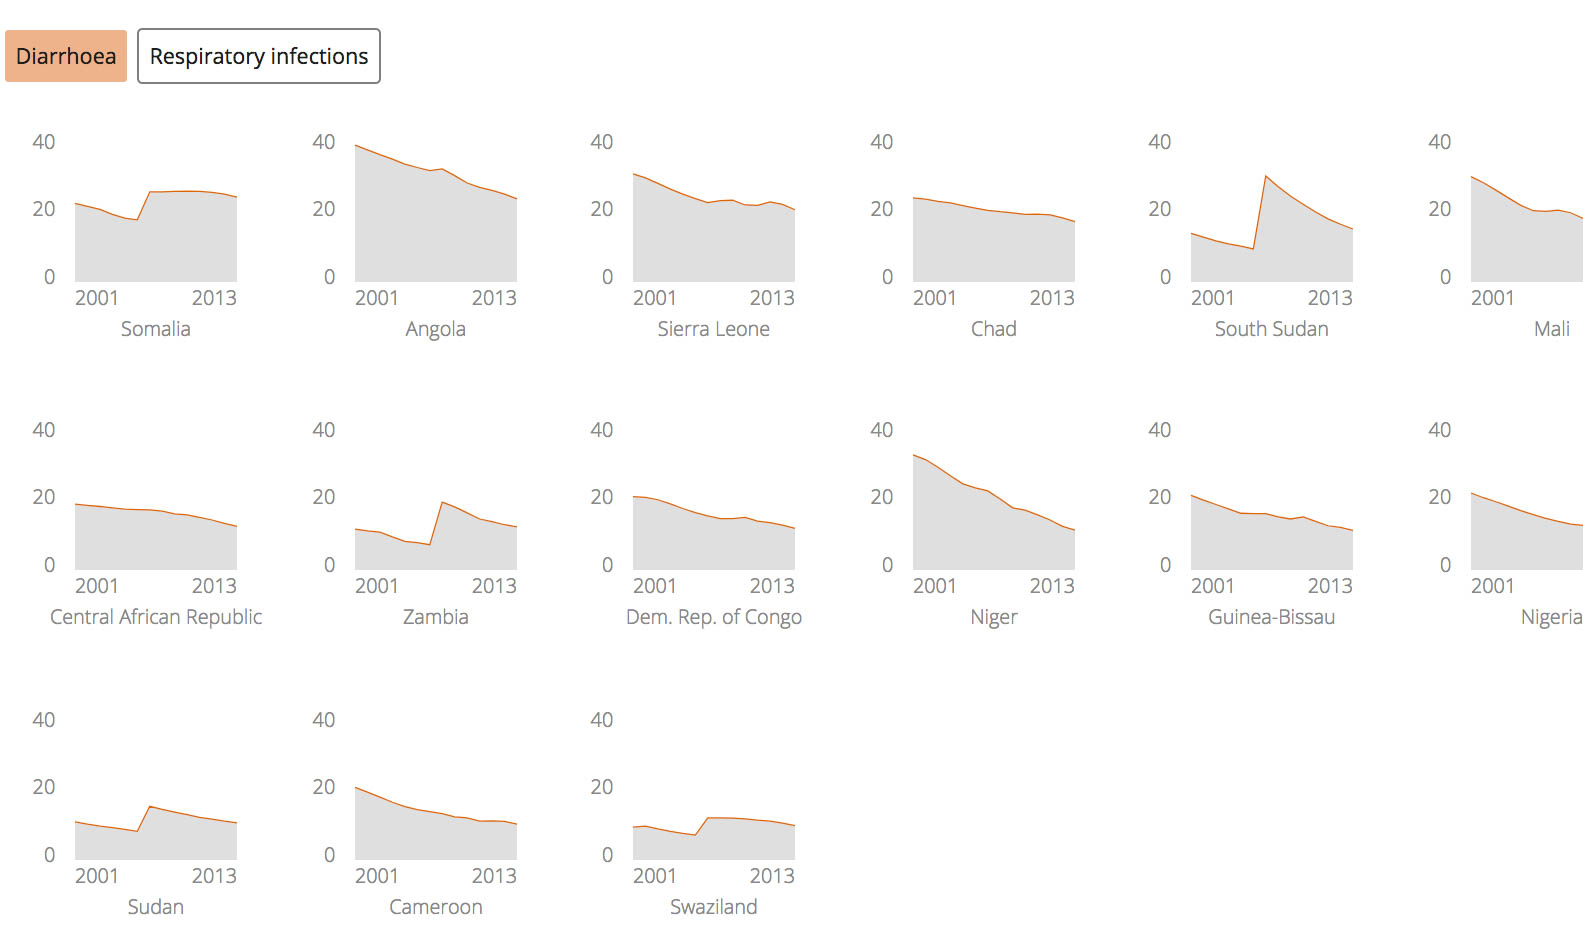 Diarrhoea Respiratory infections
40 40 40 40 40 40
20 20 20 20 20 20
0 0 0 0 0 0
2001 2013 2001 2013 2001 2013 2001 2013 2001 2013 2001
Somalia Angola Sierra Leone Chad South Sudan Mali
40 40 40 40 40 40
20 20 20 20 20 20
0 0 0 0 0 0
2001 2013 2001 2013 2001 2013 2001 2013 2001 2013 2001
Central African Republic Zambia Dem. Rep. of Congo Niger Guinea-Bissau Nigeria
40 40 40
20 20 20
0 0 0
2001 2013 2001 2013 2001 2013
Sudan Cameroon Swaziland